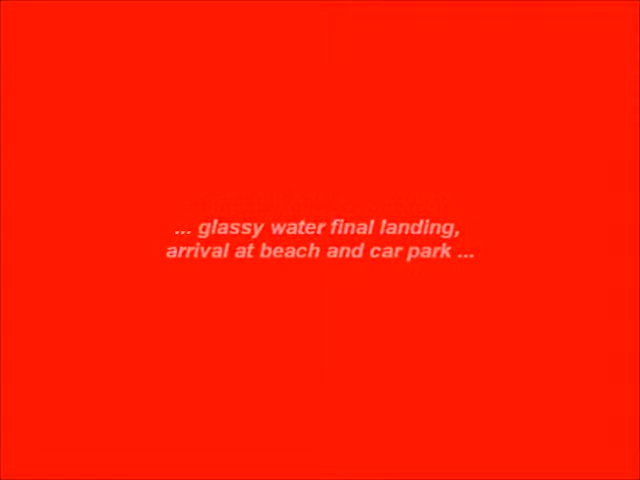 ... glassy water final landing,
arrival at beach and car park ...